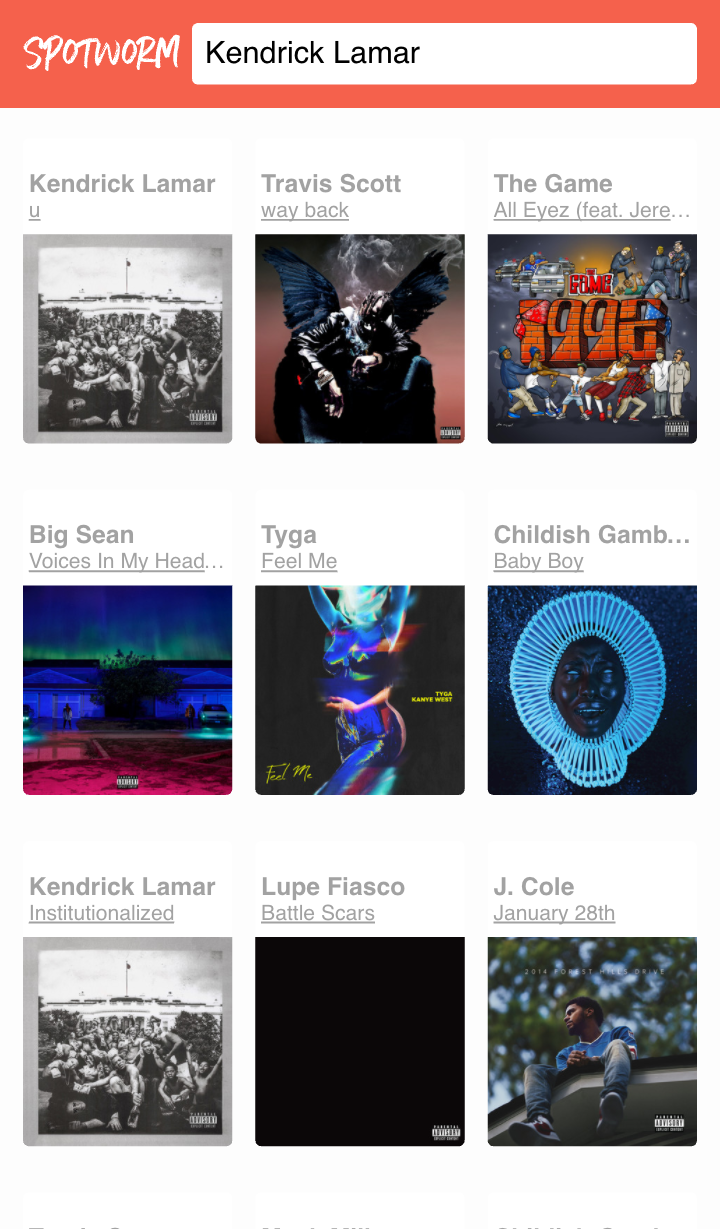 SPOTWORM
Kendrick Lamar
Kendrick Lamar
u
PARENTAL
ADVISORY
EXPLICIT CONTENT
Travis Scott
way back
PARENTAL
ADVISORY
EXPLICIT CONTENT
The Game
All Eyez (feat. Jere…
THE
GAME
1992
PARENTAL
ADVISORY
EXPLICIT CONTENT
Big Sean
Voices In My Head…
PARENTAL
ADVISORY
EXPLICIT CONTENT
Tyga
Feel Me
TYGA
KANYE WEST
Feel Me
Childish Gamb…
Baby Boy
Kendrick Lamar
Institutionalized
PARENTAL
ADVISORY
EXPLICIT CONTENT
Lupe Fiasco
Battle Scars
PARENTAL
ADVISORY
EXPLICIT CONTENT
J. Cole
January 28th
2014 FOREST HILLS DRIVE
PARENTAL
ADVISORY
EXPLICIT CONTENT